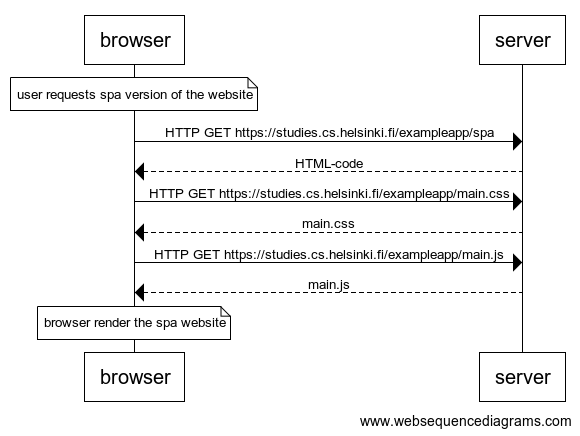 browser
server
user requests spa version of the website
HTTP GET https://studies.cs.helsinki.fi/exampleapp/spa
HTML-code
HTTP GET https://studies.cs.helsinki.fi/exampleapp/main.css
main.css
HTTP GET https://studies.cs.helsinki.fi/exampleapp/main.js
main.js
browser render the spa website
browser
server
www.websequencediagrams.com